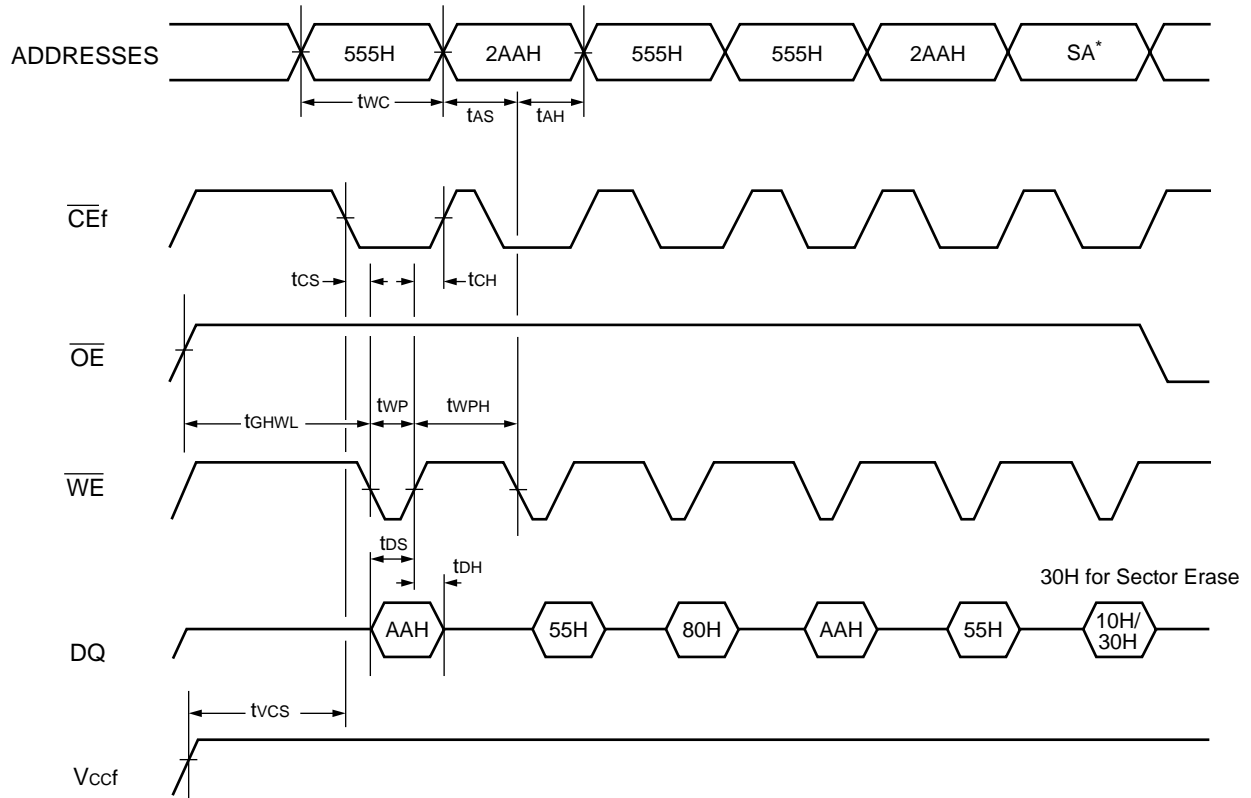 ADDRESSES 555H 2AAH 555H 555H 2AAH SA*
tWC tAS tAH
CEf
tCS tCH
OE
tGHWL tWP tWPH
WE
tDS
tDH
30H for Sector Erase
DQ AAH 55H 80H AAH 55H 10H/
30H
tVCS
VCCf